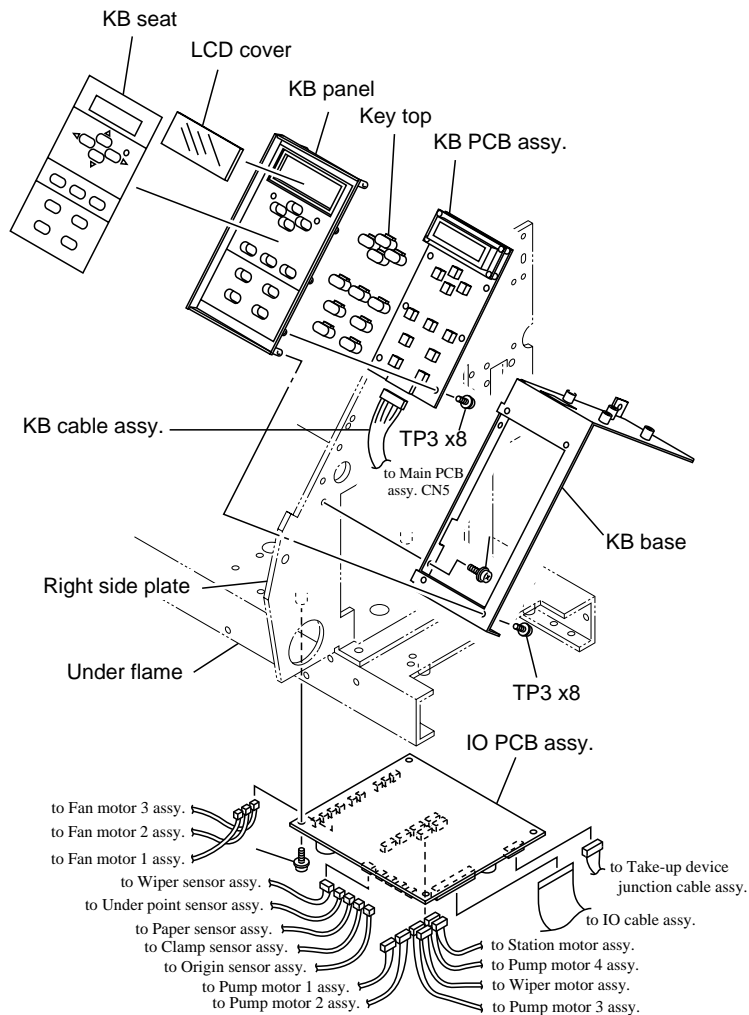 KB seat
LCD cover
KB panel
Key top
KB PCB assy.
KB cable assy.
TP3 x8
to Main PCB
assy. CN5
KB base
Right side plate
Under flame
TP3 x8
IO PCB assy.
to Fan motor 3 assy.
to Fan motor 2 assy.
to Fan motor 1 assy.
to Wiper sensor assy.
to Under point sensor assy.
to Paper sensor assy.
to Clamp sensor assy.
to Origin sensor assy.
to Pump motor 1 assy.
to Pump motor 2 assy.
to Take-up device
junction cable assy.
to IO cable assy.
to Station motor assy.
to Pump motor 4 assy.
to Wiper motor assy.
to Pump motor 3 assy.